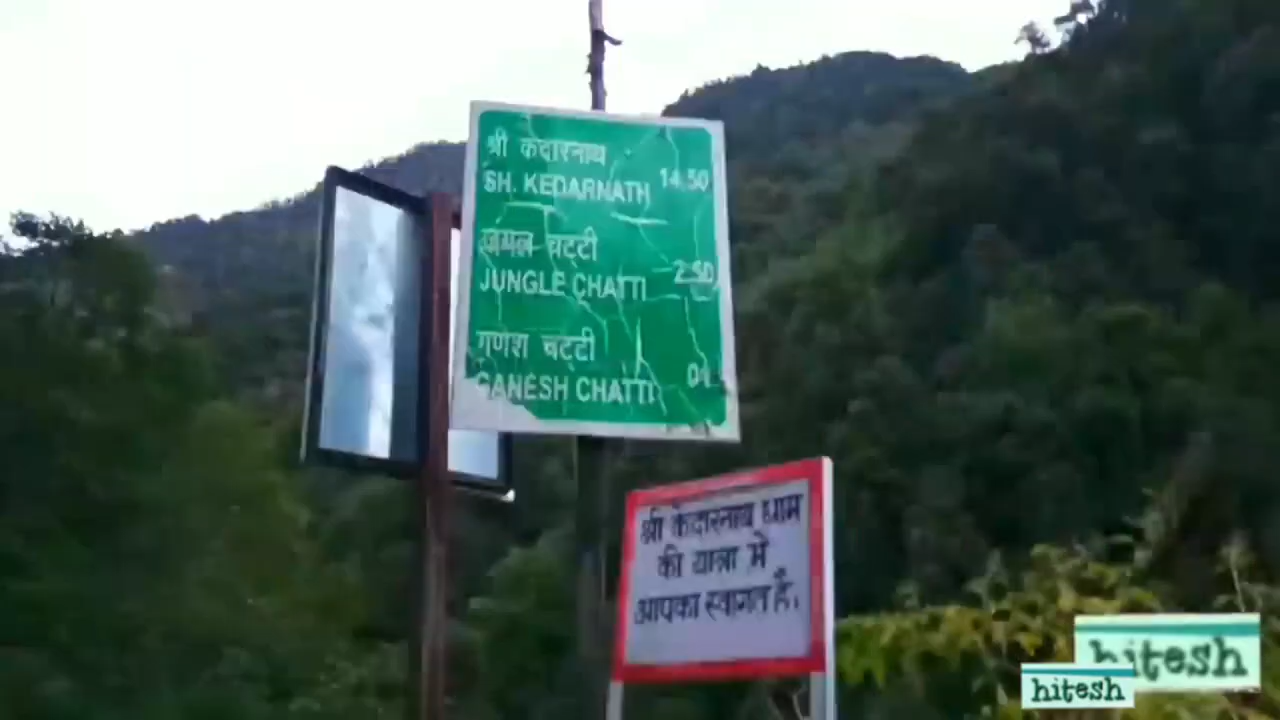 श्री केदारनाथ
SH. KEDARNATH 14.50
जंगल चट्टी
JUNGLE CHATTI 2.50
गणेश चट्टी
GANESH CHATTI 01
श्री केदारनाथ धाम
की यात्रा मे
आपका स्वागत हैं।
hitesh
hitesh